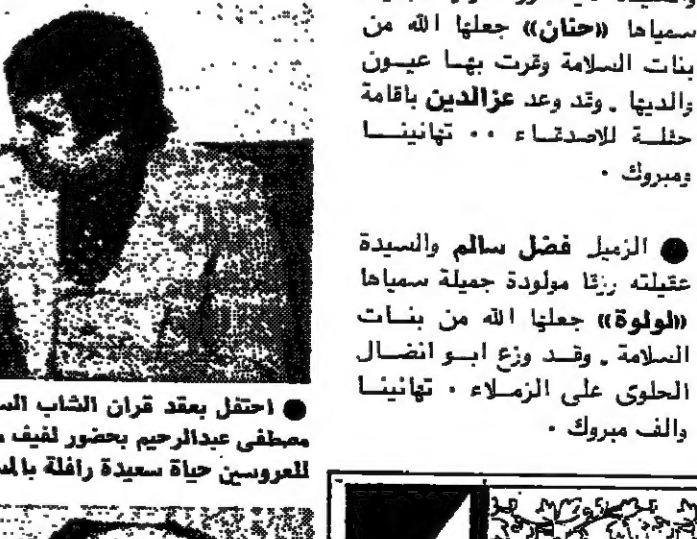 سمياها «حنان» جعلها الله من
بنات السلامة وقرت بها عيون
والديها . وقد وعد عزالدين باقامة
حفلة للاصدقاء .. تهانينا
ومبروك .
● الزميل فضل سالم والسيدة
عقيلته رزقا مولودة جميلة سمياها
«لولوة» جعلها الله من بنات
السلامة . وقد وزع ابو انضال
الحلوى على الزملاء . تهانينا
والف مبروك .
● احتفل بعقد قران الشاب
مصطفى عبدالرحيم بحضور لفيف
للعروسين حياة سعيدة رافلة